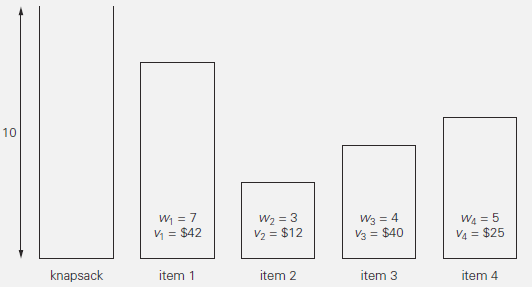 10
w₁ = 7
v₁ = $42
w₂ = 3
v₂ = $12
w₃ = 4
v₃ = $40
w₄ = 5
v₄ = $25
knapsack
item 1
item 2
item 3
item 4